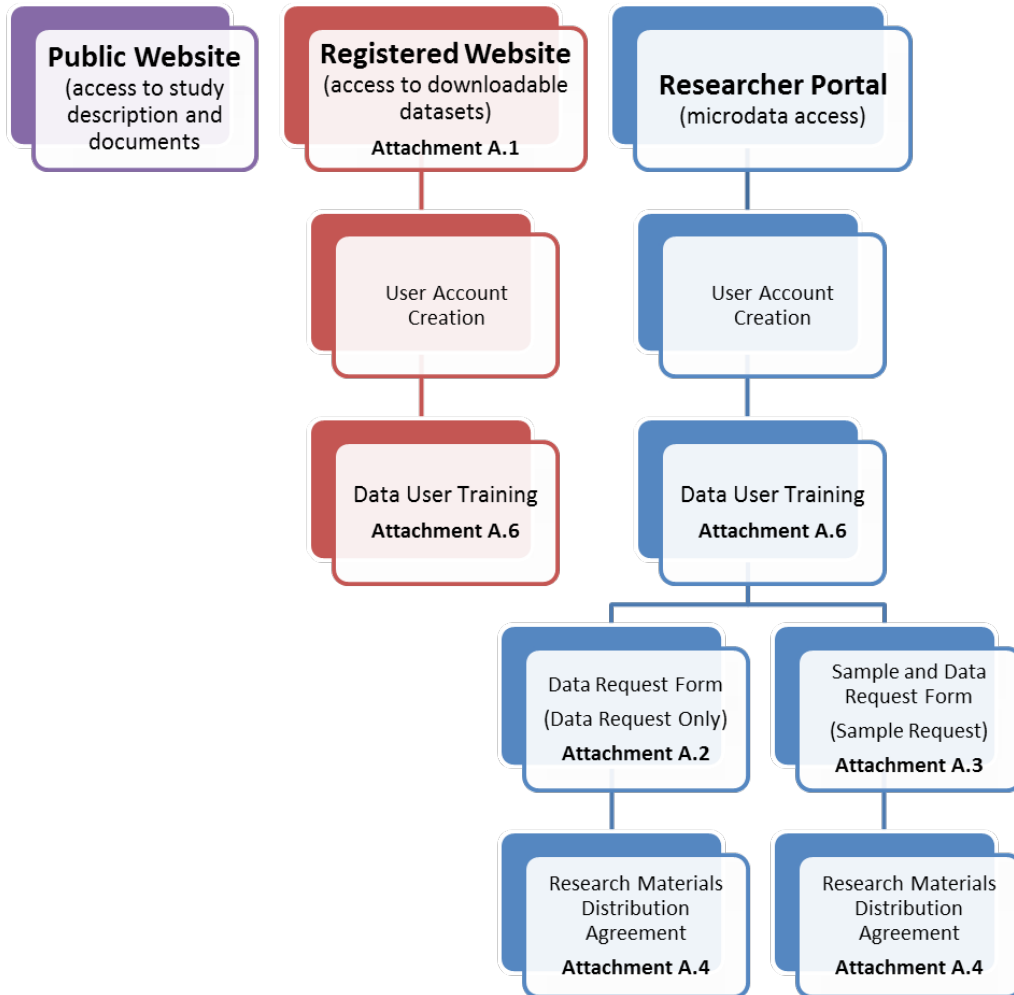 Public Website
(access to study
description and
documents
Registered Website
(access to downloadable
datasets)
Attachment A.1
Researcher Portal
(microdata access)
User Account
Creation
User Account
Creation
Data User Training
Attachment A.6
Data User Training
Attachment A.6
Data Request Form
(Data Request Only)
Attachment A.2
Sample and Data
Request Form
(Sample Request)
Attachment A.3
Research Materials
Distribution
Agreement
Attachment A.4
Research Materials
Distribution
Agreement
Attachment A.4